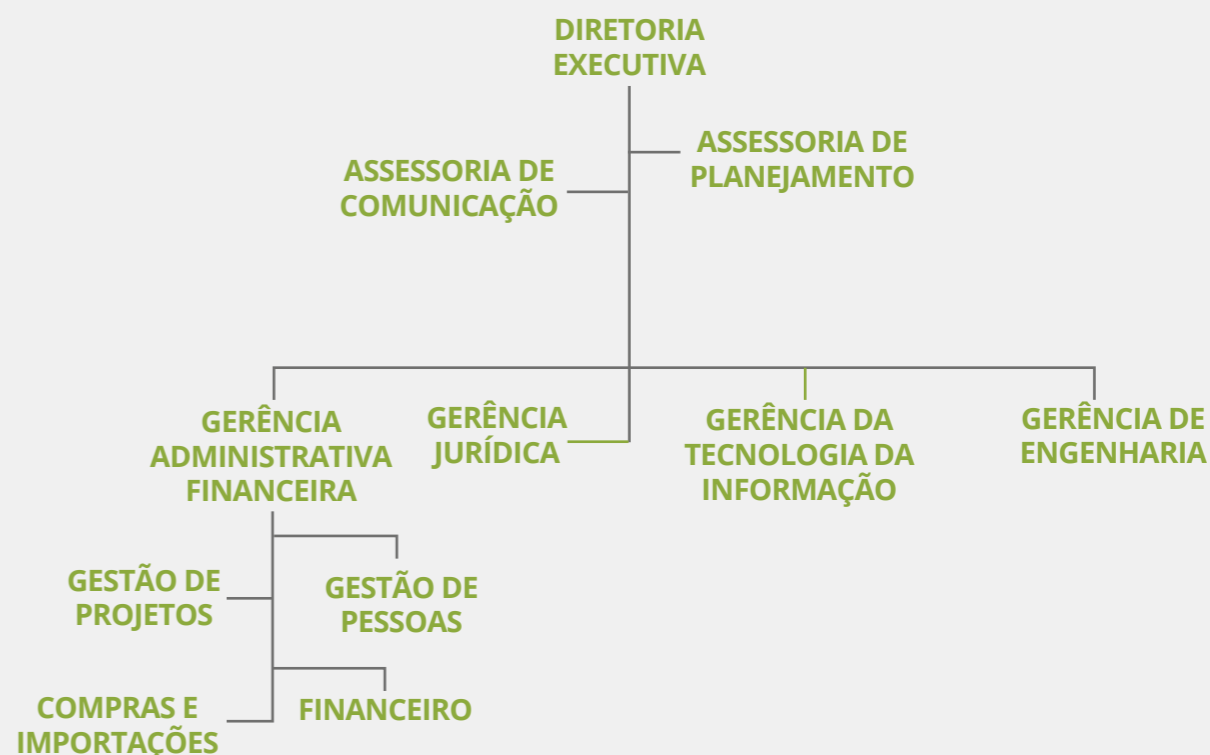 DIRETORIA
EXECUTIVA
ASSESSORIA DE
PLANEJAMENTO
ASSESSORIA DE
COMUNICAÇÃO
GERÊNCIA
ADMINISTRATIVA
FINANCEIRA
GERÊNCIA
JURÍDICA
GERÊNCIA DA
TECNOLOGIA DA
INFORMAÇÃO
GERÊNCIA DE
ENGENHARIA
GESTÃO DE
PROJETOS
GESTÃO DE
PESSOAS
COMPRAS E
IMPORTAÇÕES
FINANCEIRO